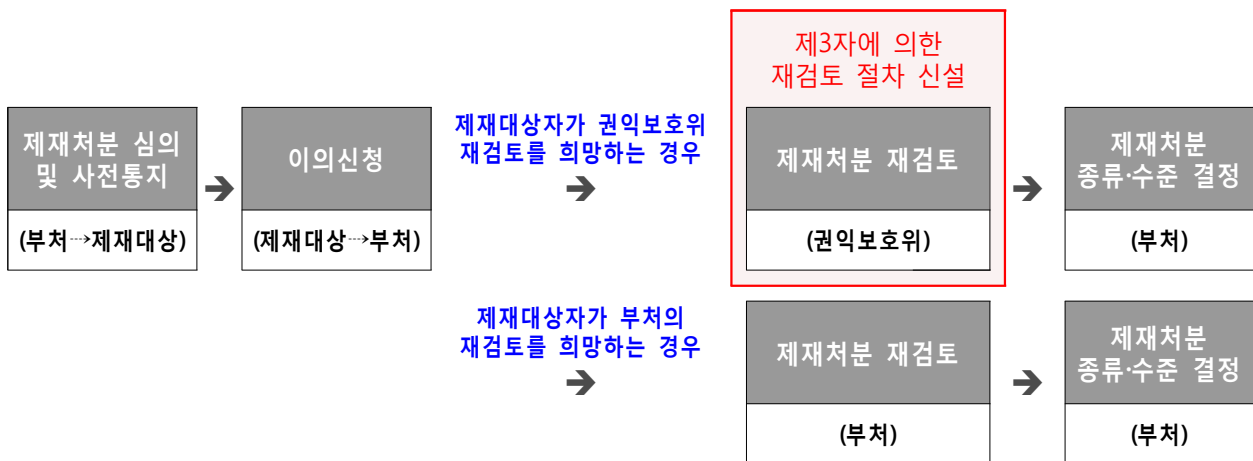 제3자에 의한
재검토 절차 신설
제재처분 심의
및 사전통지
(부처→제재대상)
이의신청
(제재대상→부처)
제재대상자가 권익보호위
재검토를 희망하는 경우
제재처분 재검토
(권익보호위)
제재처분
종류·수준 결정
(부처)
제재대상자가 부처의
재검토를 희망하는 경우
제재처분 재검토
(부처)
제재처분
종류·수준 결정
(부처)